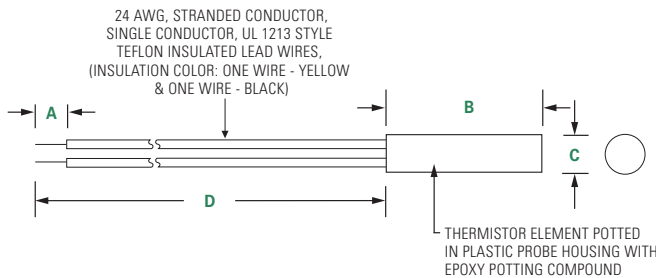 24 AWG, STRANDED CONDUCTOR,
SINGLE CONDUCTOR, UL 1213 STYLE
TEFLON INSULATED LEAD WIRES,
(INSULATION COLOR: ONE WIRE - YELLOW
& ONE WIRE - BLACK)
A
B
C
D
THERMISTOR ELEMENT POTTED
IN PLASTIC PROBE HOUSING WITH
EPOXY POTTING COMPOUND